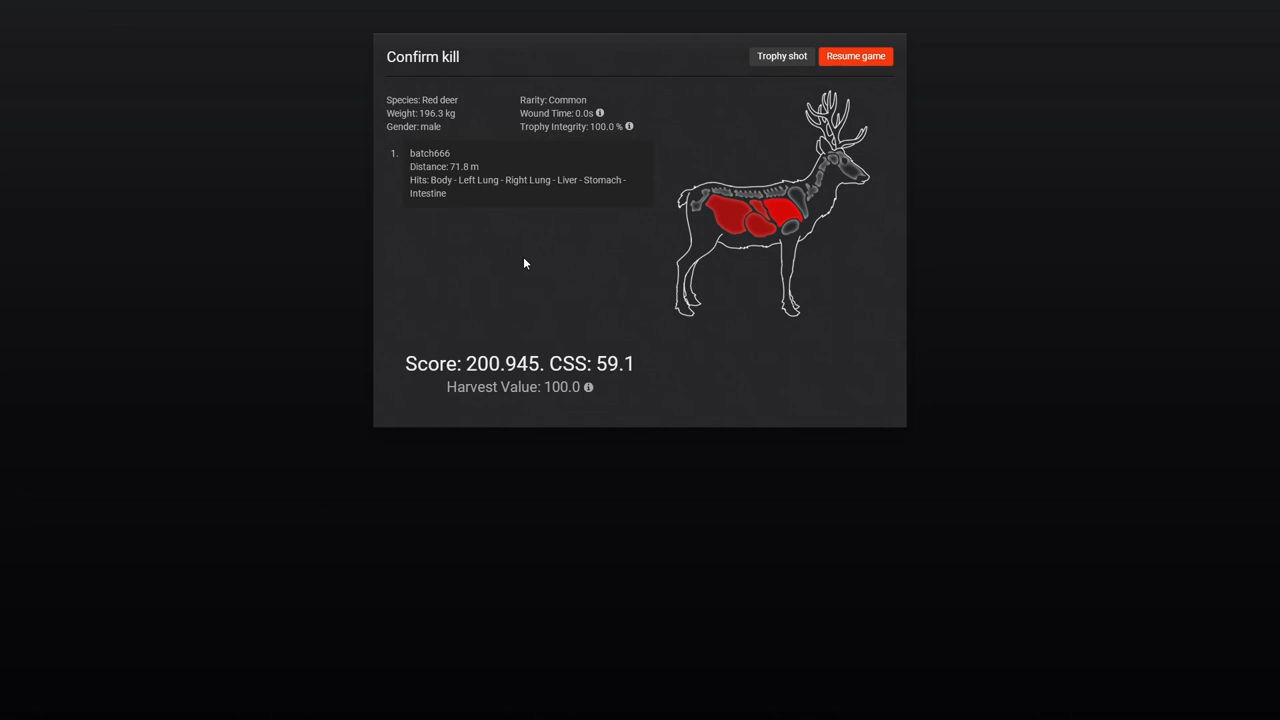 Confirm kill
Trophy shot
Resume game
Species: Red deer
Weight: 196.3 kg
Gender: male
Rarity: Common
Wound Time: 0.0s
Trophy Integrity: 100.0 %
1. batch666
Distance: 71.8 m
Hits: Body - Left Lung - Right Lung - Liver - Stomach -
Intestine
Score: 200.945. CSS: 59.1
Harvest Value: 100.0